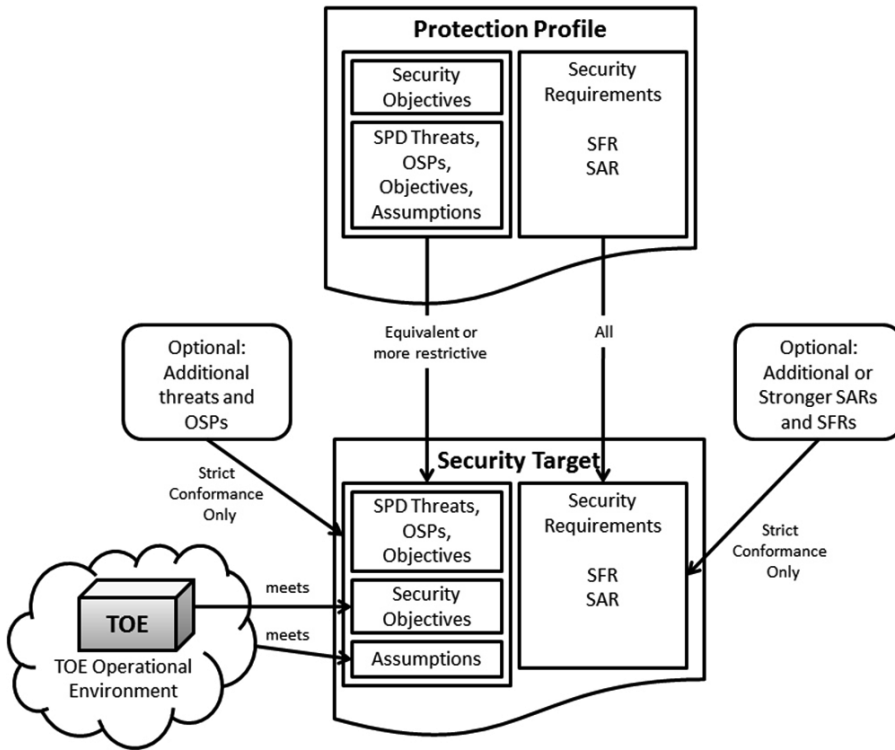 Protection Profile
Security
Objectives
SPD Threats,
OSPs,
Objectives,
Assumptions
Security
Requirements
SFR
SAR
Equivalent or
more restrictive
All
Optional:
Additional
threats and
OSPs
Optional:
Additional or
Stronger SARs
and SFRs
Strict
Conformance
Only
Security Target
SPD Threats,
OSPs,
Objectives
Security
Objectives
Assumptions
Security
Requirements
SFR
SAR
Strict
Conformance
Only
meets
meets
TOE
TOE Operational
Environment